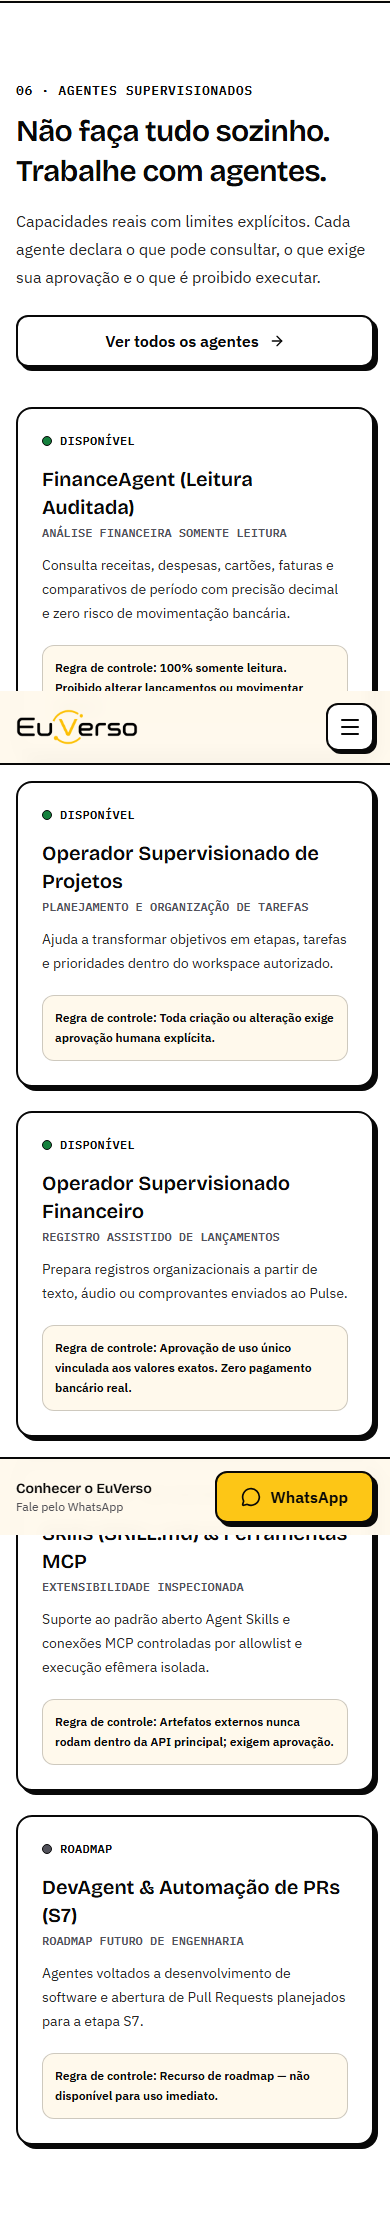 06 · AGENTES SUPERVISIONADOS
Não faça tudo sozinho.
Trabalhe com agentes.
Capacidades reais com limites explícitos. Cada
agente declara o que pode consultar, o que exige
sua aprovação e o que é proibido executar.
Ver todos os agentes →
DISPONÍVEL
FinanceAgent (Leitura
Auditada)
ANÁLISE FINANCEIRA SOMENTE LEITURA
Consulta receitas, despesas, cartões, faturas e
comparativos de período com precisão decimal
e zero risco de movimentação bancária.
Regra de controle: 100% somente leitura.
Proibido alterar lançamentos ou movimentar
EuVerso
DISPONÍVEL
Operador Supervisionado de
Projetos
PLANEJAMENTO E ORGANIZAÇÃO DE TAREFAS
Ajuda a transformar objetivos em etapas, tarefas
e prioridades dentro do workspace autorizado.
Regra de controle: Toda criação ou alteração exige
aprovação humana explícita.
DISPONÍVEL
Operador Supervisionado
Financeiro
REGISTRO ASSISTIDO DE LANÇAMENTOS
Prepara registros organizacionais a partir de
texto, áudio ou comprovantes enviados ao Pulse.
Regra de controle: Aprovação de uso único
vinculada aos valores exatos. Zero pagamento
bancário real.
Conhecer o EuVerso
Fale pelo WhatsApp
WhatsApp
Skills (SKILL.md) & Ferramentas
MCP
EXTENSIBILIDADE INSPECIONADA
Suporte ao padrão aberto Agent Skills e
conexões MCP controladas por allowlist e
execução efêmera isolada.
Regra de controle: Artefatos externos nunca
rodam dentro da API principal; exigem aprovação.
ROADMAP
DevAgent & Automação de PRs
(S7)
ROADMAP FUTURO DE ENGENHARIA
Agentes voltados a desenvolvimento de
software e abertura de Pull Requests planejados
para a etapa S7.
Regra de controle: Recurso de roadmap — não
disponível para uso imediato.